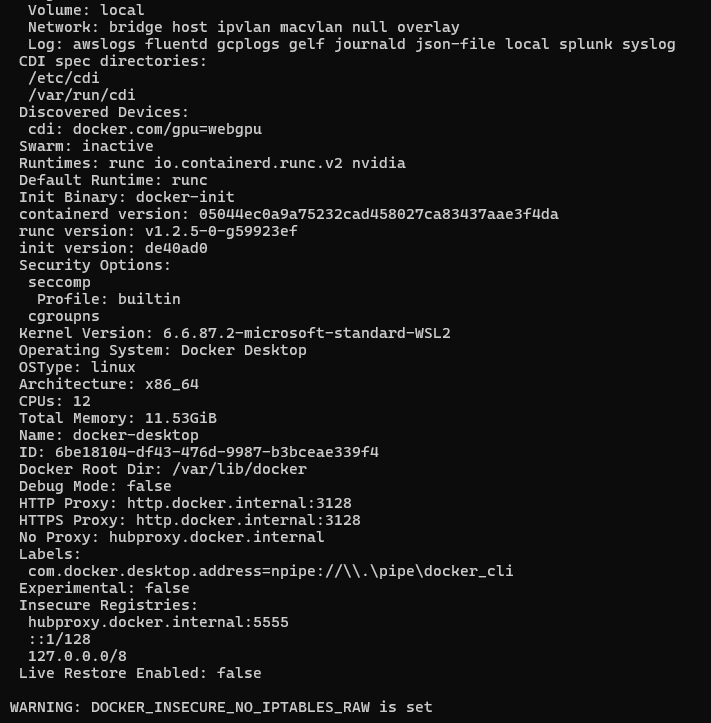 Volume: local
Network: bridge host ipvlan macvlan null overlay
Log: awslogs fluentd gcplogs gelf journald json-file local splunk syslog
CDI spec directories:
/etc/cdi
/var/run/cdi
Discovered Devices:
cdi: docker.com/gpu=webgpu
Swarm: inactive
Runtimes: runc io.containerd.runc.v2 nvidia
Default Runtime: runc
Init Binary: docker-init
containerd version: 05044ec0a9a75232cad458027ca83437aae3f4da
runc version: v1.2.5-0-g59923ef
init version: de40ad0
Security Options:
seccomp
Profile: builtin
cgroupns
Kernel Version: 6.6.87.2-microsoft-standard-WSL2
Operating System: Docker Desktop
OSType: linux
Architecture: x86_64
CPUs: 12
Total Memory: 11.53GiB
Name: docker-desktop
ID: 6be18104-df43-476d-9987-b3bceae339f4
Docker Root Dir: /var/lib/docker
Debug Mode: false
HTTP Proxy: http.docker.internal:3128
HTTPS Proxy: http.docker.internal:3128
No Proxy: hubproxy.docker.internal
Labels:
com.docker.desktop.address=npipe://\\.\pipe\docker_cli
Experimental: false
Insecure Registries:
hubproxy.docker.internal:5555
::1/128
127.0.0.0/8
Live Restore Enabled: false
WARNING: DOCKER_INSECURE_NO_IPTABLES_RAW is set